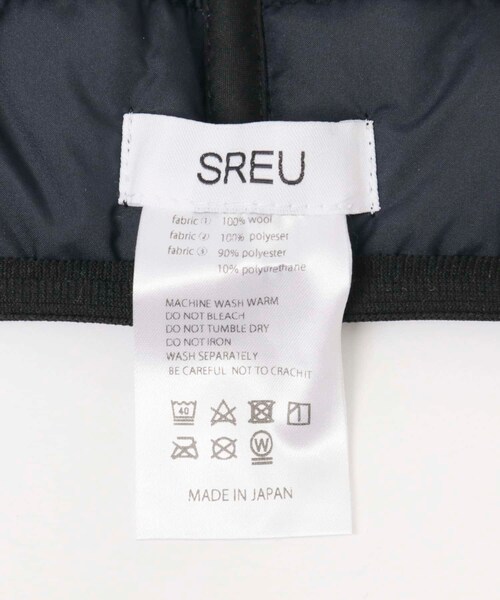 SREU
fabric ① 100% wool
fabric ② 100% polyeset
fabric ③ 90% polyester
10% polyurethane
MACHINE WASH WARM
DO NOT BLEACH
DO NOT TUMBLE DRY
DO NOT IRON
WASH SEPARATELY
BE CAREFUL NOT TO CRACH IT
40
W
MADE IN JAPAN